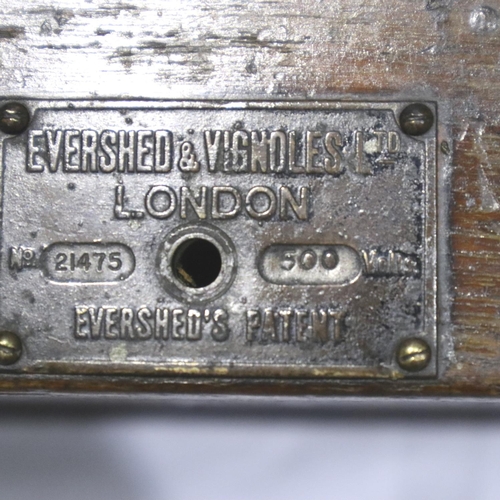 EVERSHED & VIGNOLES LTD
LONDON
No. 21475 500 VOLTS
EVERSHED'S PATENT